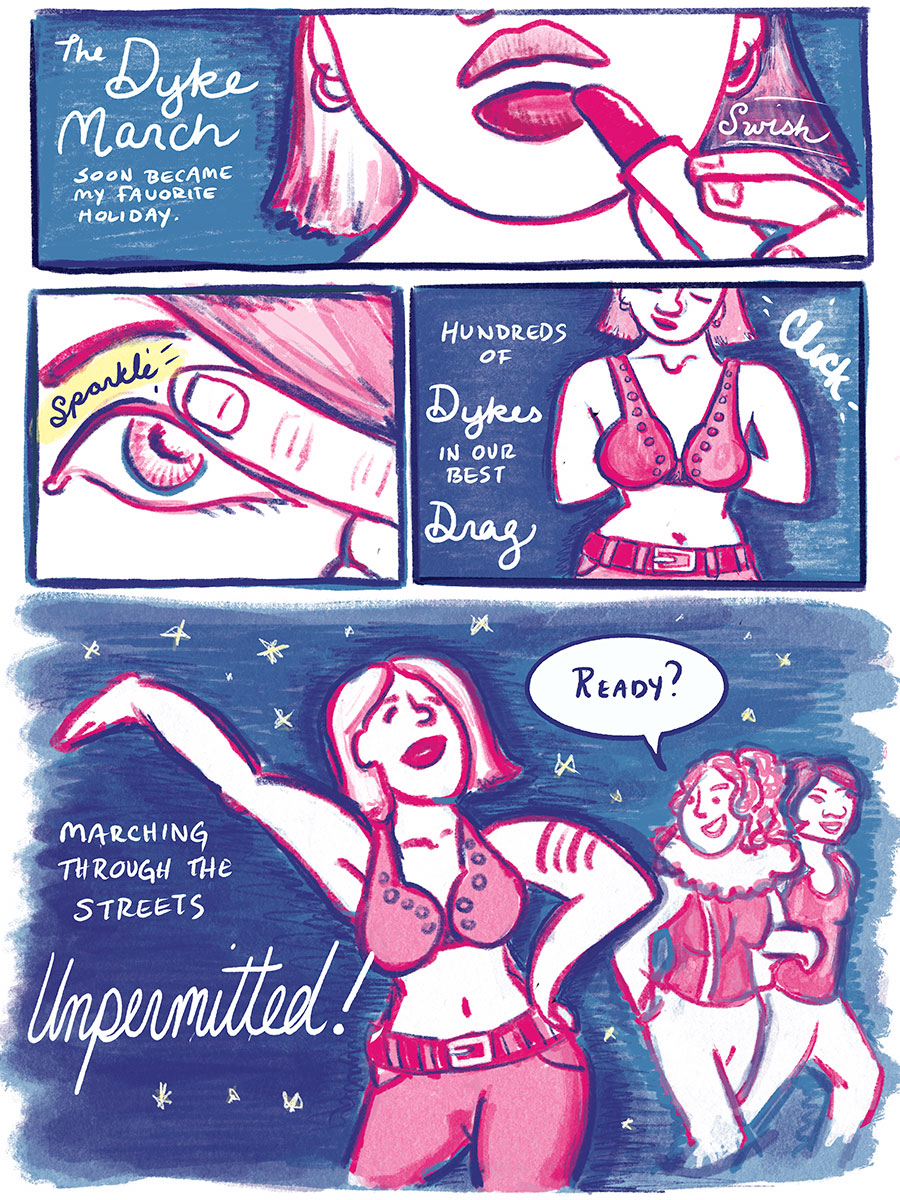 The
Dyke
March
SOON BECAME
MY FAVORITE
HOLIDAY.
Swish
Sparkle
HUNDREDS
OF
Dykes
IN OUR
BEST
Drag
Click
READY?
MARCHING
THROUGH THE
STREETS
Unpermitted!